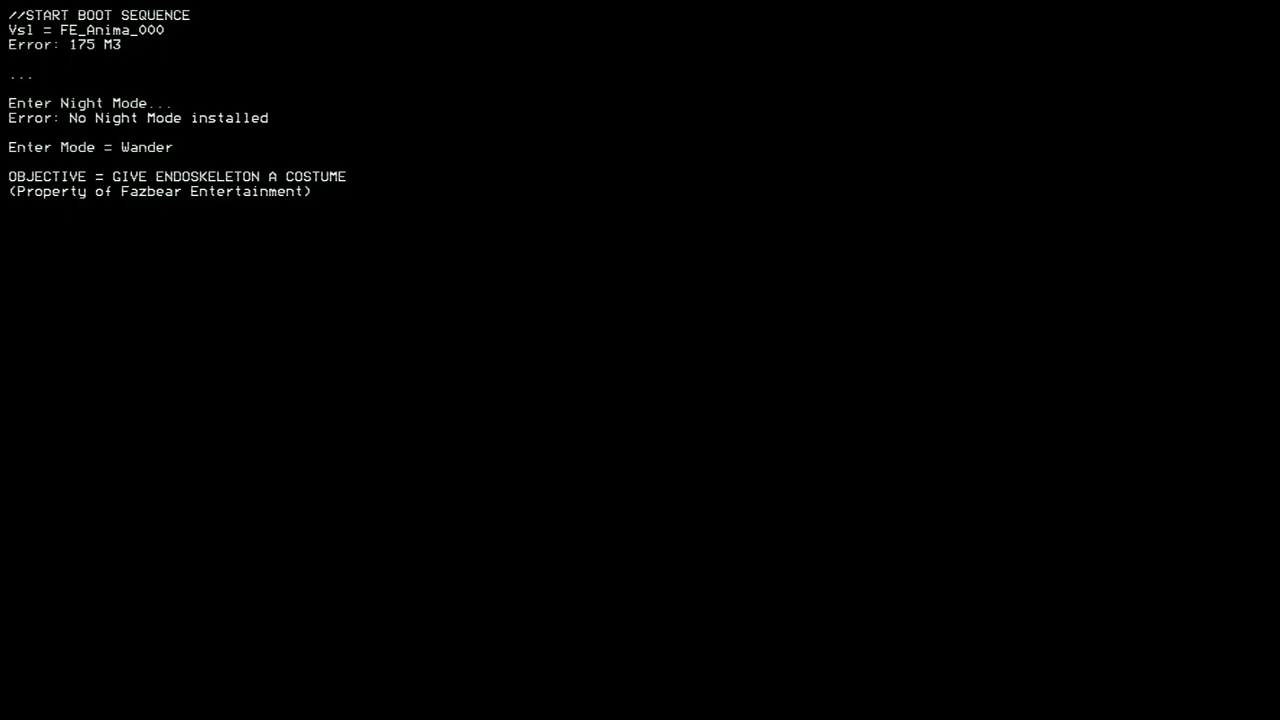 //START BOOT SEQUENCE
Vsl = FE_Anima_000
Error: 175 M3
...
Enter Night Mode...
Error: No Night Mode installed
Enter Mode = Wander
OBJECTIVE = GIVE ENDOSKELETON A COSTUME
(Property of Fazbear Entertainment)